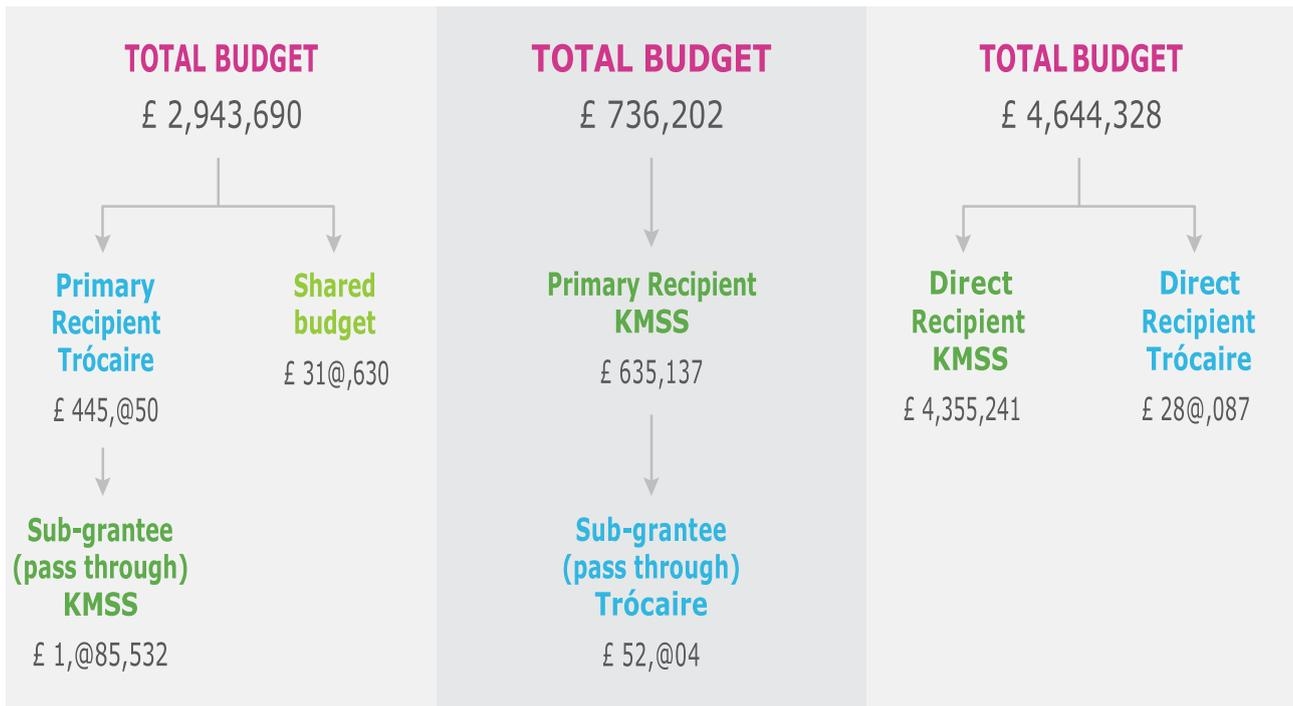 TOTAL BUDGET
£ 2,943,690
Primary
Recipient
Trócaire
£ 445,@50
Shared
budget
£ 31@,630
Sub-grantee
(pass through)
KMSS
£ 1,@85,532
TOTAL BUDGET
£ 736,202
Primary Recipient
KMSS
£ 635,137
Sub-grantee
(pass through)
Trócaire
£ 52,@04
TOTAL BUDGET
£ 4,644,328
Direct
Recipient
KMSS
£ 4,355,241
Direct
Recipient
Trócaire
£ 28@,087